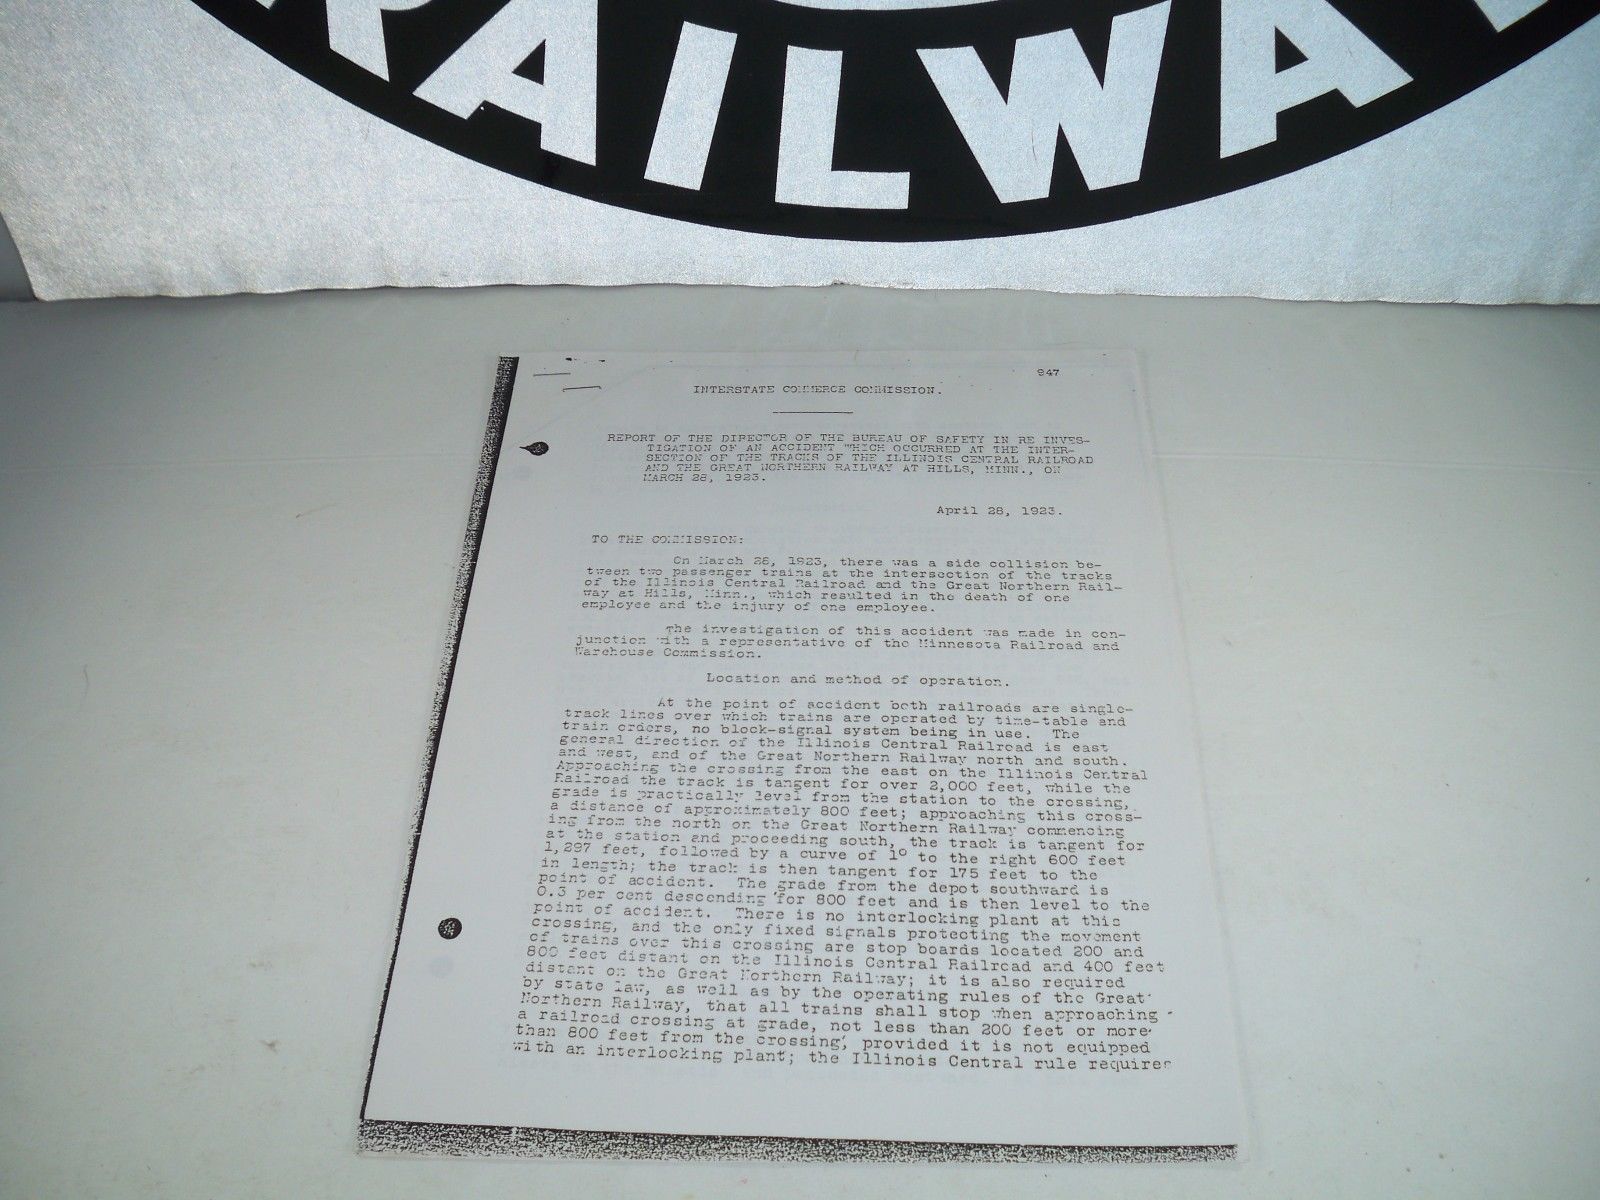 RAILWAY
947
INTERSTATE COMMERCE COMMISSION.
REPORT OF THE DIRECTOR OF THE BUREAU OF SAFETY IN RE INVES-
TIGATION OF AN ACCIDENT WHICH OCCURRED AT THE INTER-
SECTION OF THE TRACKS OF THE ILLINOIS CENTRAL RAILROAD
AND THE GREAT NORTHERN RAILWAY AT HILLS, MINN., ON
MARCH 28, 1923.
April 28, 1923.
TO THE COMMISSION:
On March 28, 1923, there was a side collision be-
tween two passenger trains at the intersection of the tracks
of the Illinois Central Railroad and the Great Northern Rail-
way at Hills, Minn., which resulted in the death of one
employee and the injury of one employee.
The investigation of this accident was made in con-
junction with a representative of the Minnesota Railroad and
Warehouse Commission.
Location and method of operation.
At the point of accident both railroads are single-
track lines over which trains are operated by time-table and
train orders, no block-signal system being in use. The
general direction of the Illinois Central Railroad is east
and west, and of the Great Northern Railway north and south.
Approaching the crossing from the east on the Illinois Central
Railroad the track is tangent for over 2,000 feet, while the
grade is practically level from the station to the crossing,
a distance of approximately 800 feet; approaching this cross-
ing from the north on the Great Northern Railway commencing
at the station and proceeding south, the track is tangent for
1,297 feet, followed by a curve of 1° to the right 600 feet
in length; the track is then tangent for 175 feet to the
point of accident. The grade from the depot southward is
0.3 per cent descending for 800 feet and is then level to the
point of accident. There is no interlocking plant at this
crossing, and the only fixed signals protecting the movement
of trains over this crossing are stop boards located 200 and
800 feet distant on the Illinois Central Railroad and 400 feet
distant on the Great Northern Railway; it is also required
by state law, as well as by the operating rules of the Great
Northern Railway, that all trains shall stop when approaching
a railroad crossing at grade, not less than 200 feet or more
than 800 feet from the crossing, provided it is not equipped
with an interlocking plant; the Illinois Central rule requires